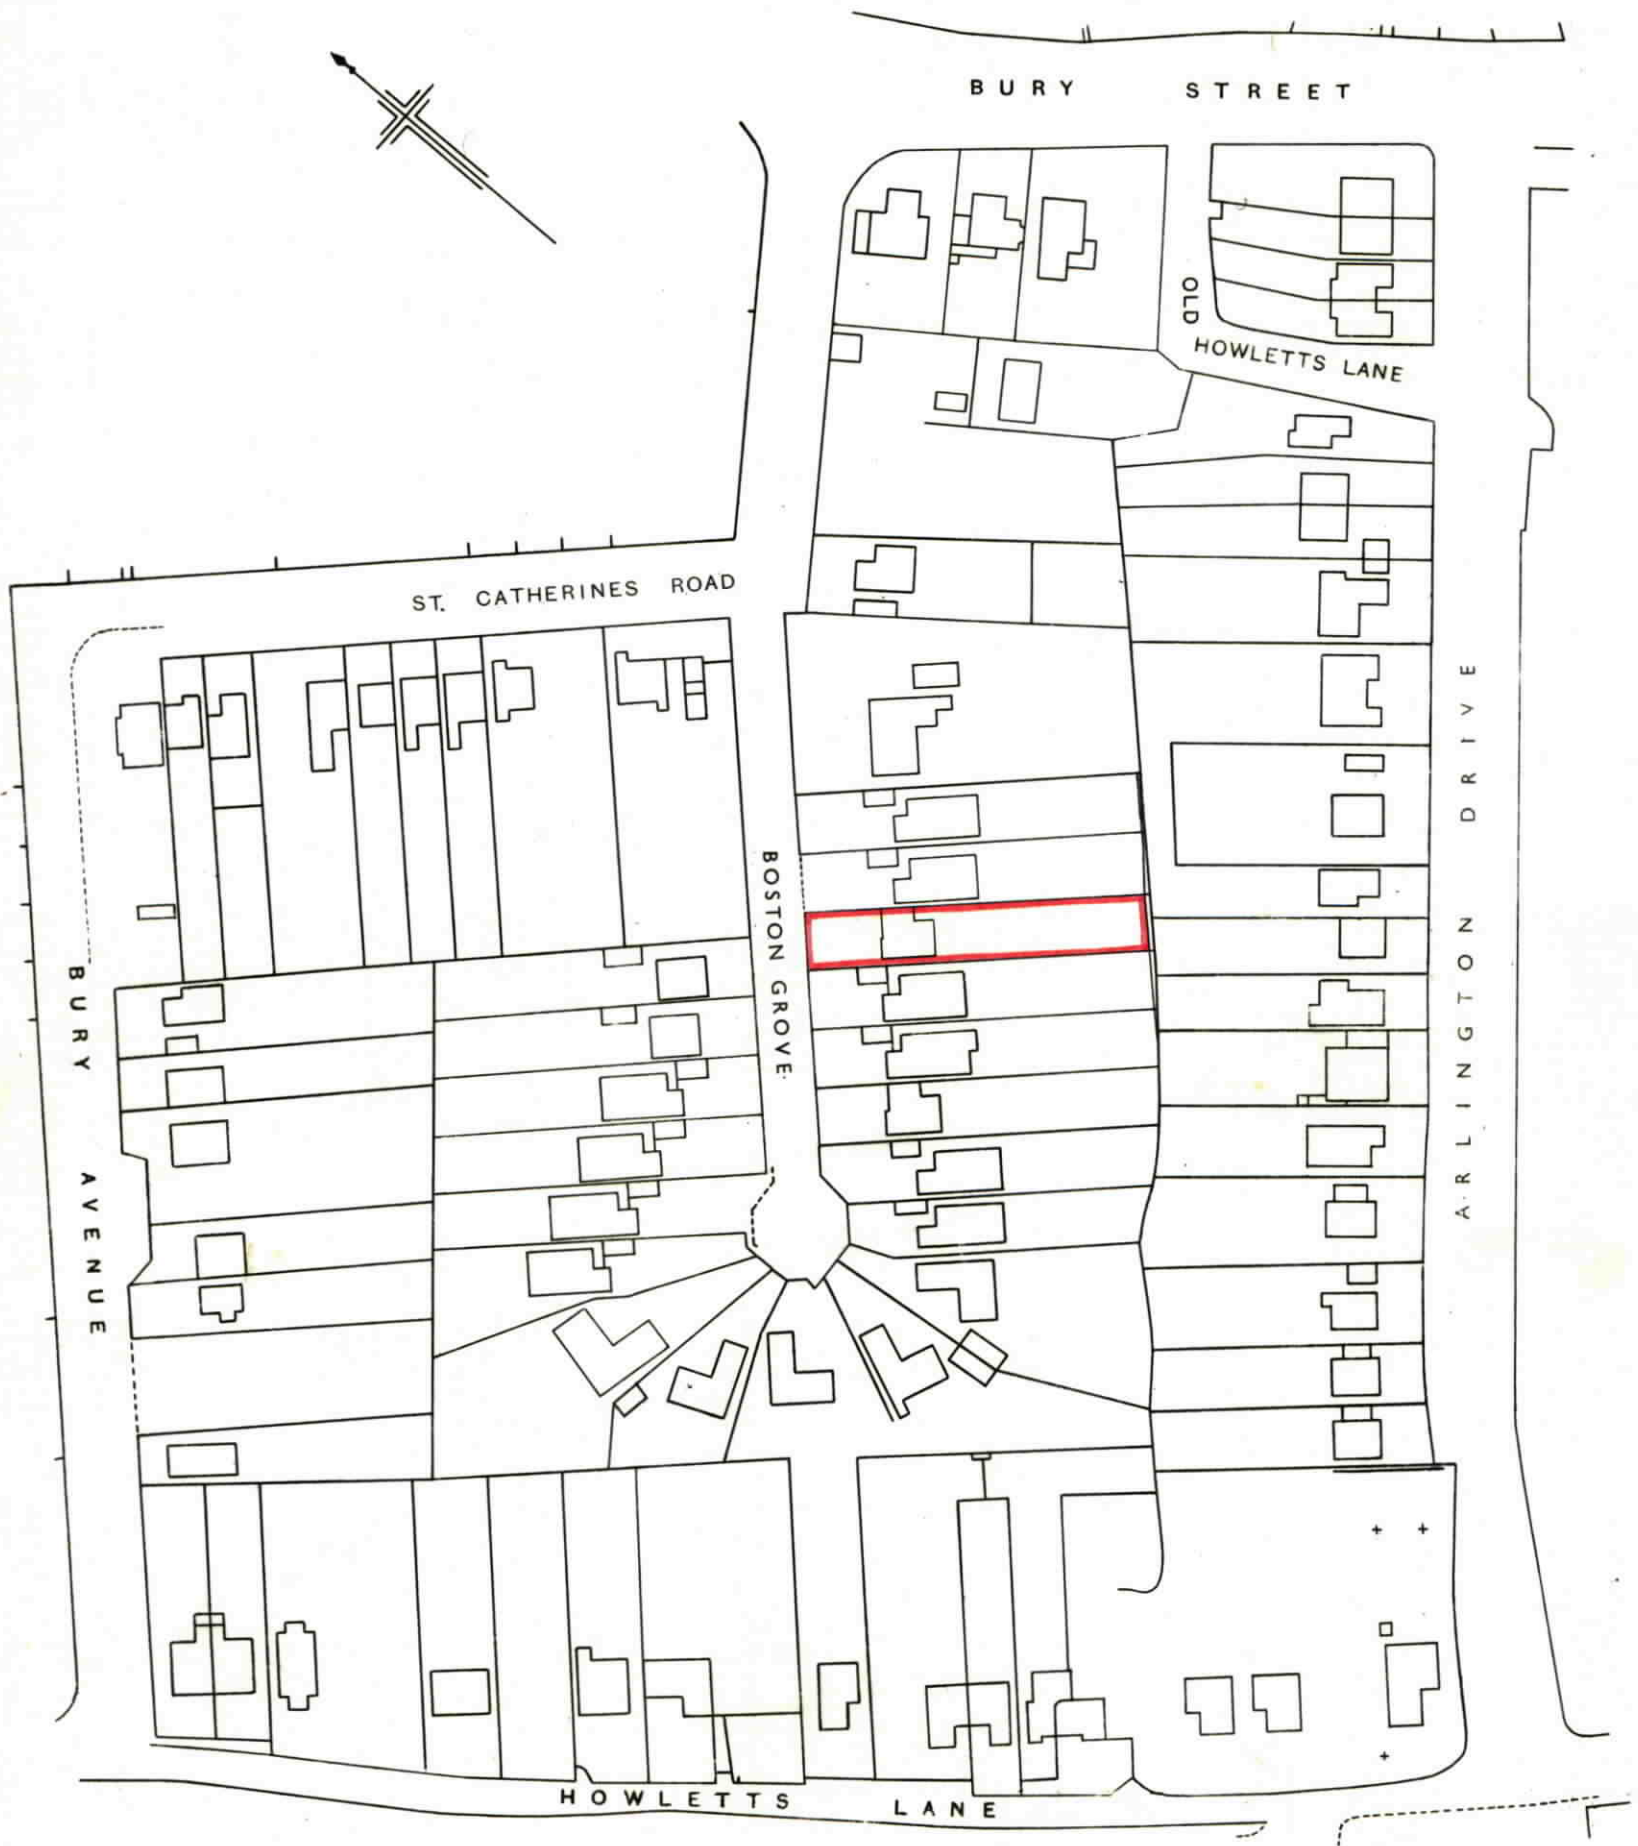 BURY STREET
OLD
HOWLETTS LANE
ST. CATHERINES ROAD
BOSTON GROVE
ARLINGTON DRIVE
BURY AVENUE
HOWLETTS LANE